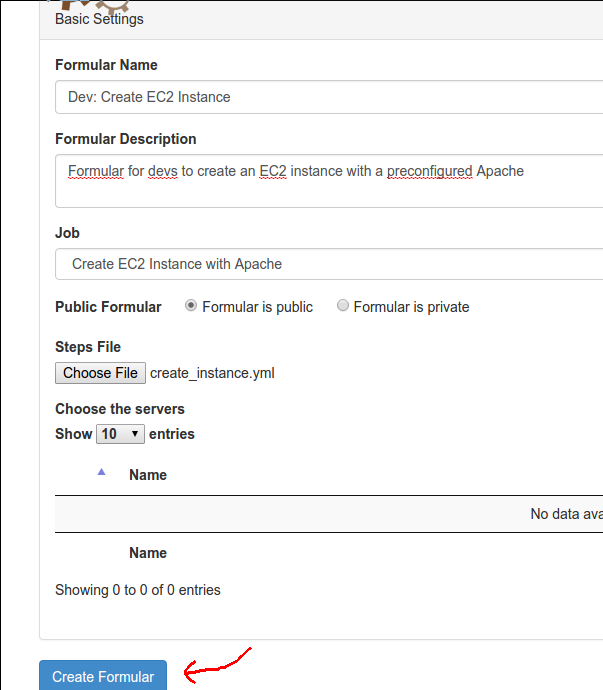 Basic Settings
Formular Name
Dev: Create EC2 Instance
Formular Description
Formular for devs to create an EC2 instance with a preconfigured Apache
Job
Create EC2 Instance with Apache
Public Formular Formular is public Formular is private
Steps File
Choose File create_instance.yml
Choose the servers
Show 10 entries
Name
No data ava
Name
Showing 0 to 0 of 0 entries
Create Formular